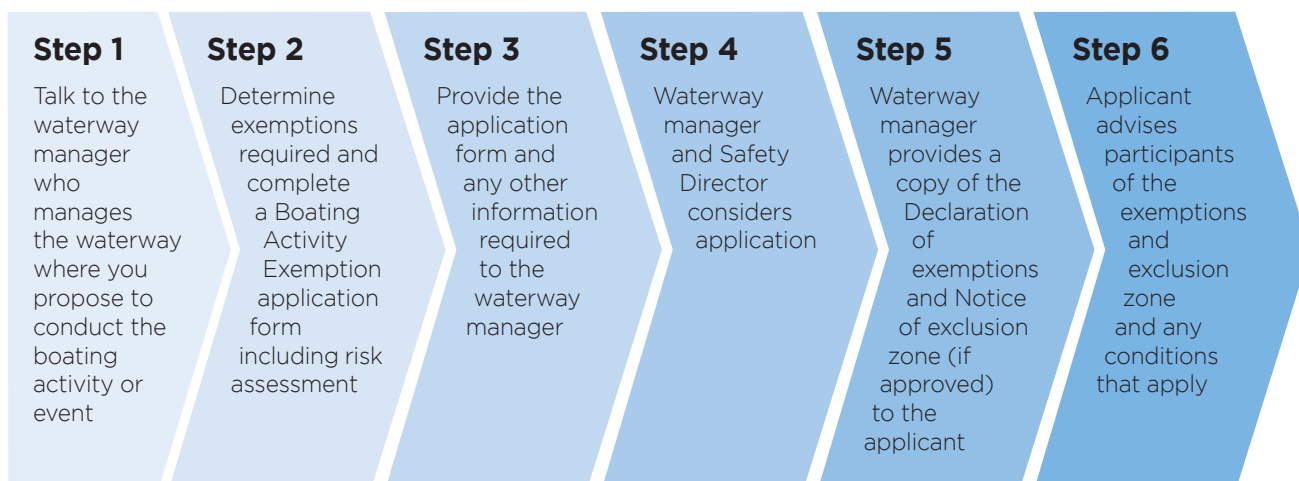 Step 1
Talk to the
waterway
manager
who
manages
the waterway
where you
propose to
conduct the
boating
activity or
event
Step 2
Determine
exemptions
required and
complete
a Boating
Activity
Exemption
application
form
including risk
assessment
Step 3
Provide the
application
form and
any other
information
required
to the
waterway
manager
Step 4
Waterway
manager
and Safety
Director
considers
application
Step 5
Waterway
manager
provides a
copy of the
Declaration
of
exemptions
and Notice
of exclusion
zone (if
approved)
to the
applicant
Step 6
Applicant
advises
participants
of the
exemptions
and
exclusion
zone
and any
conditions
that apply